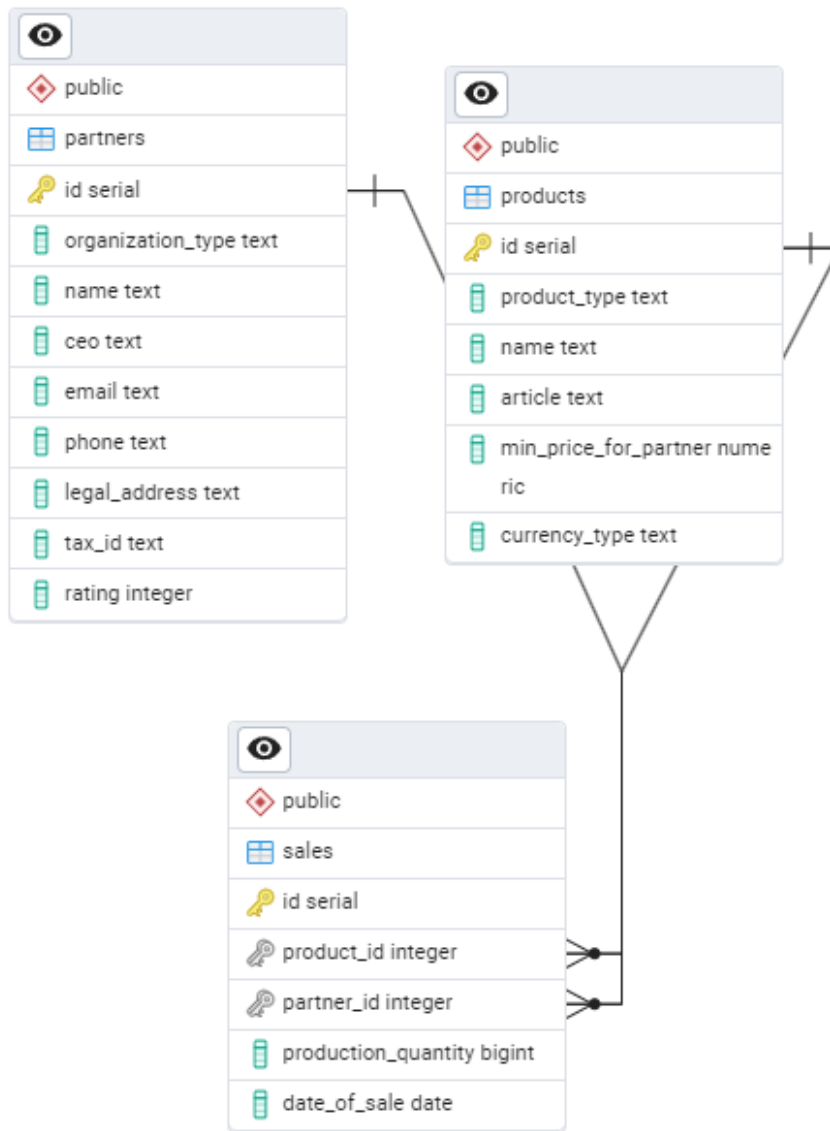 public
partners
id serial
organization_type text
name text
ceo text
email text
phone text
legal_address text
tax_id text
rating integer
public
products
id serial
product_type text
name text
article text
min_price_for_partner nume
ric
currency_type text
public
sales
id serial
product_id integer
partner_id integer
production_quantity bigint
date_of_sale date